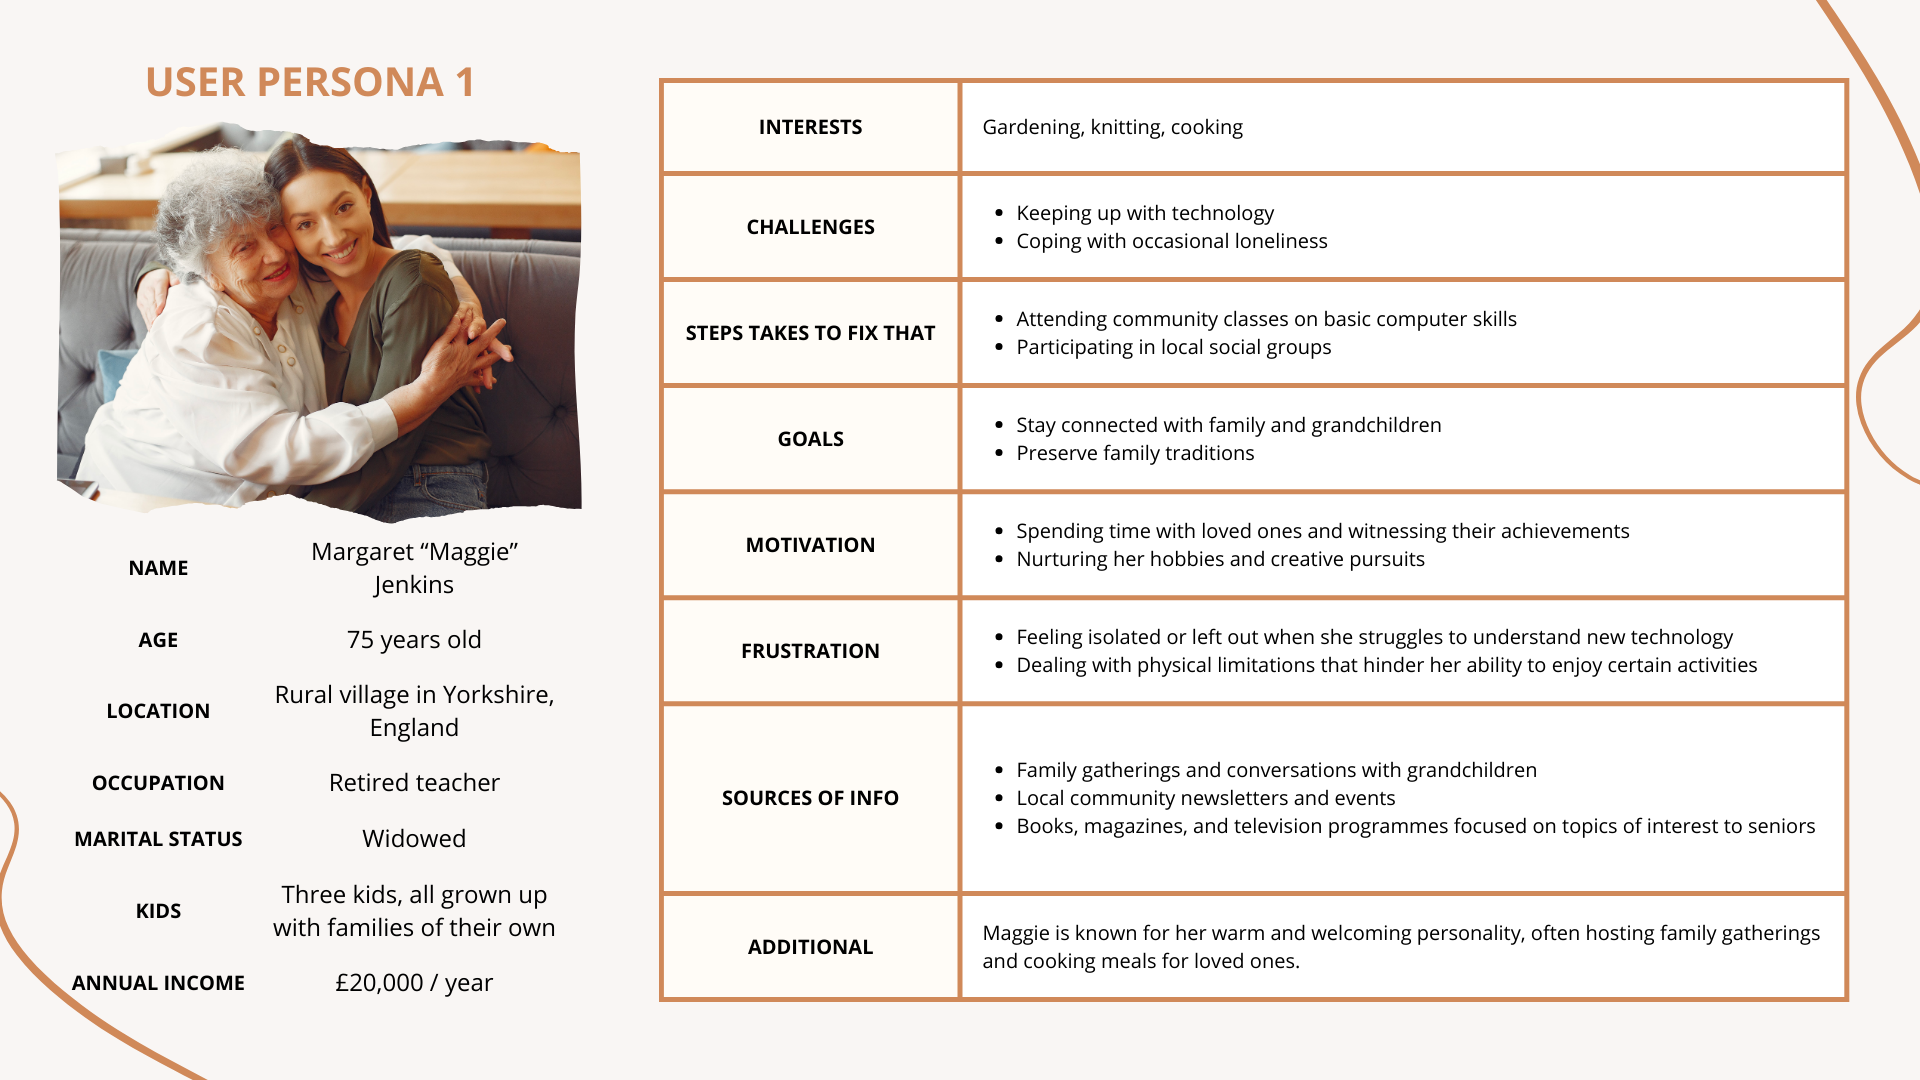 USER PERSONA 1
NAME
Margaret “Maggie”
Jenkins
AGE
75 years old
LOCATION
Rural village in Yorkshire,
England
OCCUPATION
Retired teacher
MARITAL STATUS
Widowed
KIDS
Three kids, all grown up
with families of their own
ANNUAL INCOME
£20,000 / year
INTERESTS
Gardening, knitting, cooking
CHALLENGES
• Keeping up with technology
• Coping with occasional loneliness
STEPS TAKES TO FIX THAT
• Attending community classes on basic computer skills
• Participating in local social groups
GOALS
• Stay connected with family and grandchildren
• Preserve family traditions
MOTIVATION
• Spending time with loved ones and witnessing their achievements
• Nurturing her hobbies and creative pursuits
FRUSTRATION
• Feeling isolated or left out when she struggles to understand new technology
• Dealing with physical limitations that hinder her ability to enjoy certain activities
SOURCES OF INFO
• Family gatherings and conversations with grandchildren
• Local community newsletters and events
• Books, magazines, and television programmes focused on topics of interest to seniors
ADDITIONAL
Maggie is known for her warm and welcoming personality, often hosting family gatherings
and cooking meals for loved ones.